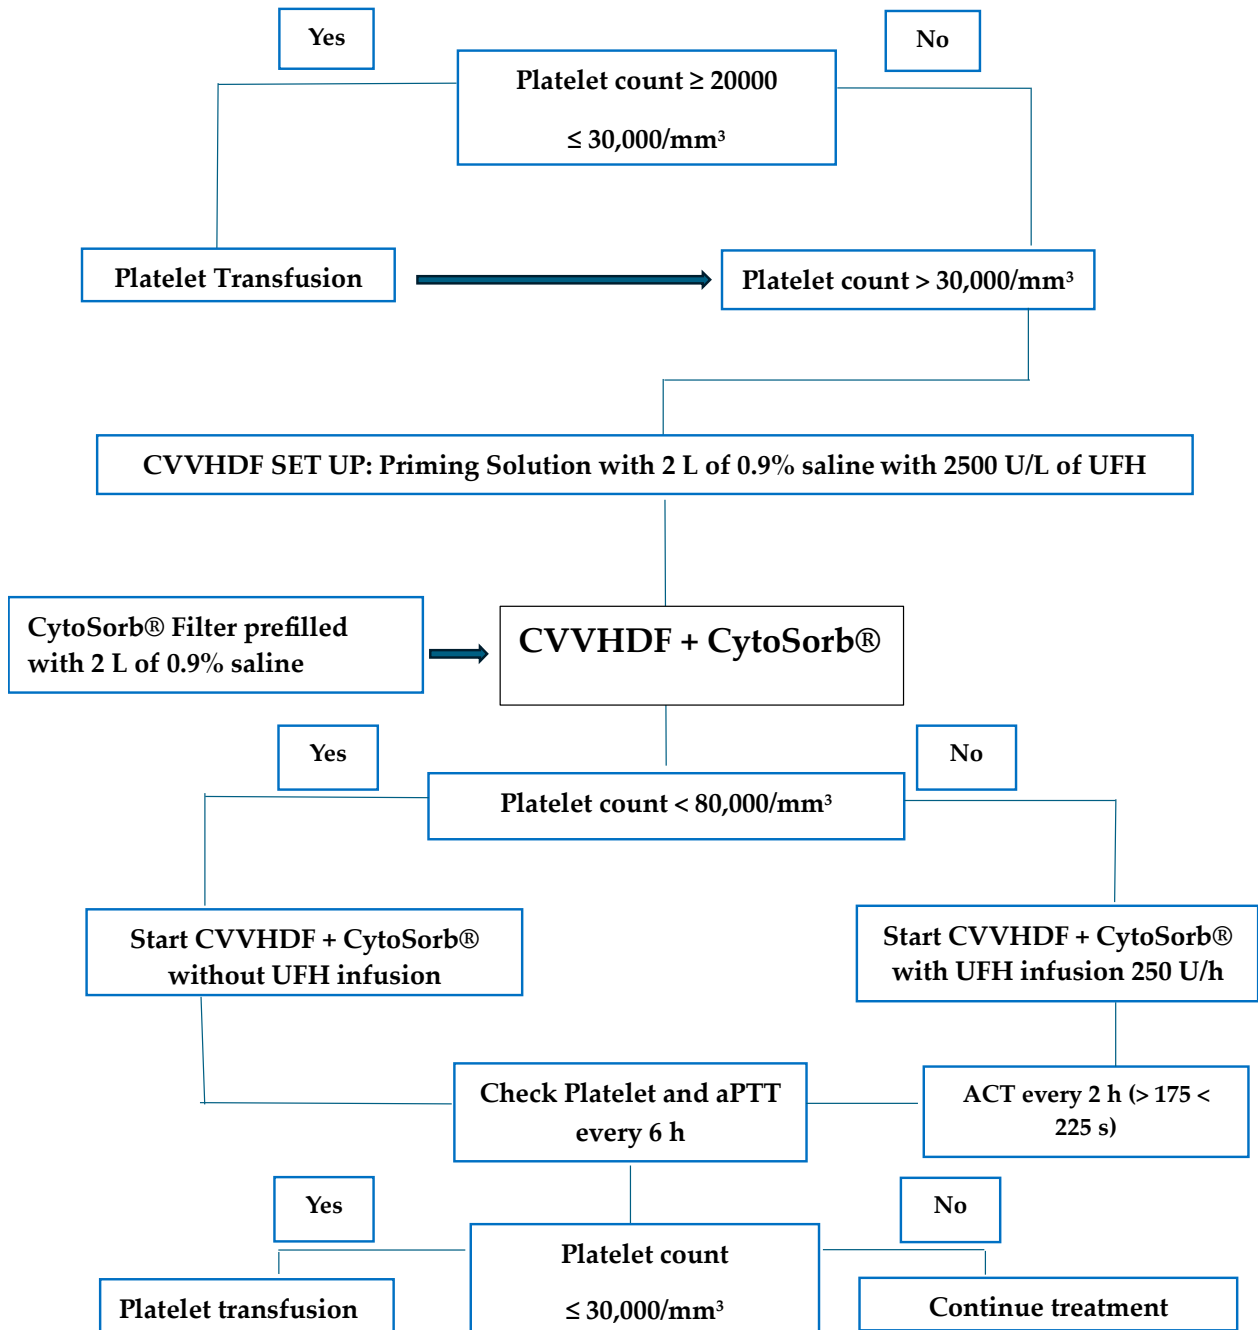 Yes
No
Platelet count ≥ 20000
≤ 30,000/mm³
Platelet Transfusion
Platelet count > 30,000/mm³
CVVHDF SET UP: Priming Solution with 2 L of 0.9% saline with 2500 U/L of UFH
CytoSorb® Filter prefilled
with 2 L of 0.9% saline
CVVHDF + CytoSorb®
Yes
No
Platelet count < 80,000/mm³
Start CVVHDF + CytoSorb®
without UFH infusion
Start CVVHDF + CytoSorb®
with UFH infusion 250 U/h
Check Platelet and aPTT
every 6 h
ACT every 2 h (> 175 <
225 s)
Yes
No
Platelet count
≤ 30,000/mm³
Platelet transfusion
Continue treatment